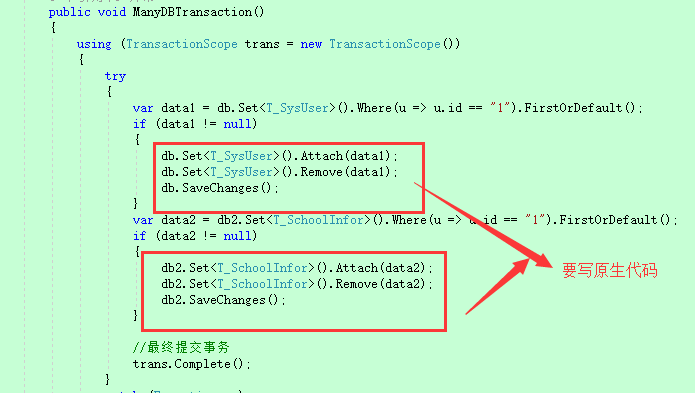 public void ManyDBTransaction()
{
using (TransactionScope trans = new TransactionScope())
{
try
{
var data1 = db.Set<T_SysUser>().Where(u => u.id == "1").FirstOrDefault();
if (data1 != null)
{
db.Set<T_SysUser>().Attach(data1);
db.Set<T_SysUser>().Remove(data1);
db.SaveChanges();
}
var data2 = db2.Set<T_SchoolInfor>().Where(u => u.id == "1").FirstOrDefault();
if (data2 != null)
{
要写原生代码
db2.Set<T_SchoolInfor>().Attach(data2);
db2.Set<T_SchoolInfor>().Remove(data2);
db2.SaveChanges();
}
//最终提交事务
trans.Complete();
}